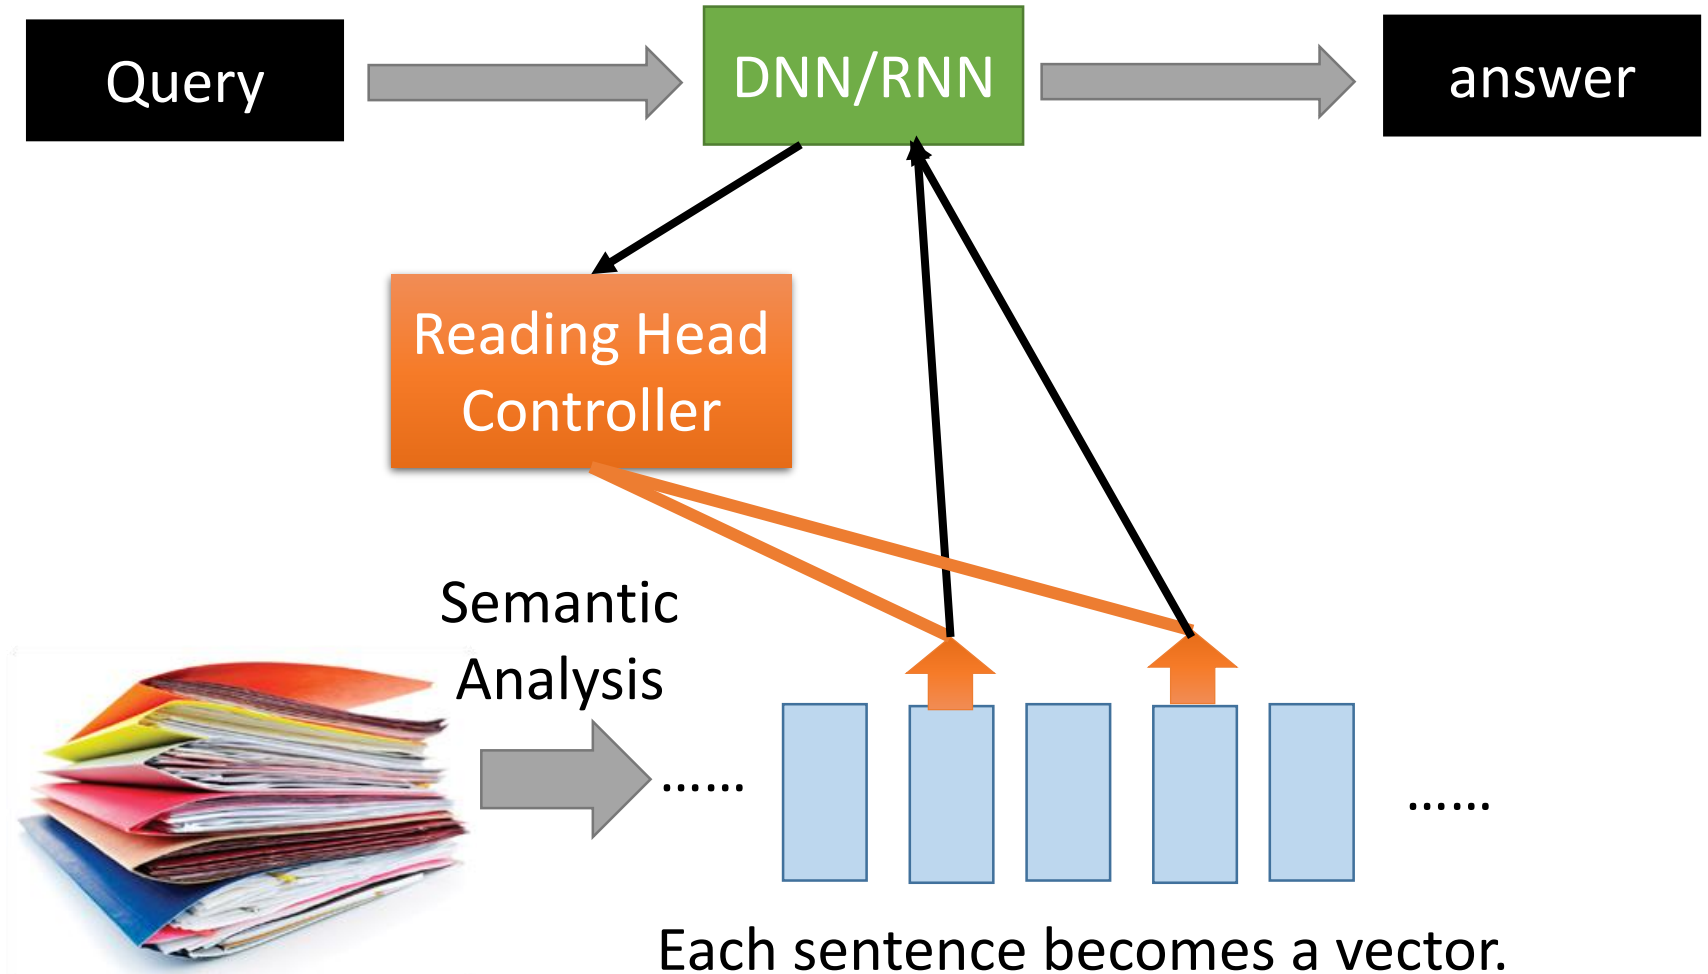 Query
DNN/RNN
answer
Reading Head
Controller
Semantic
Analysis
……
……
Each sentence becomes a vector.